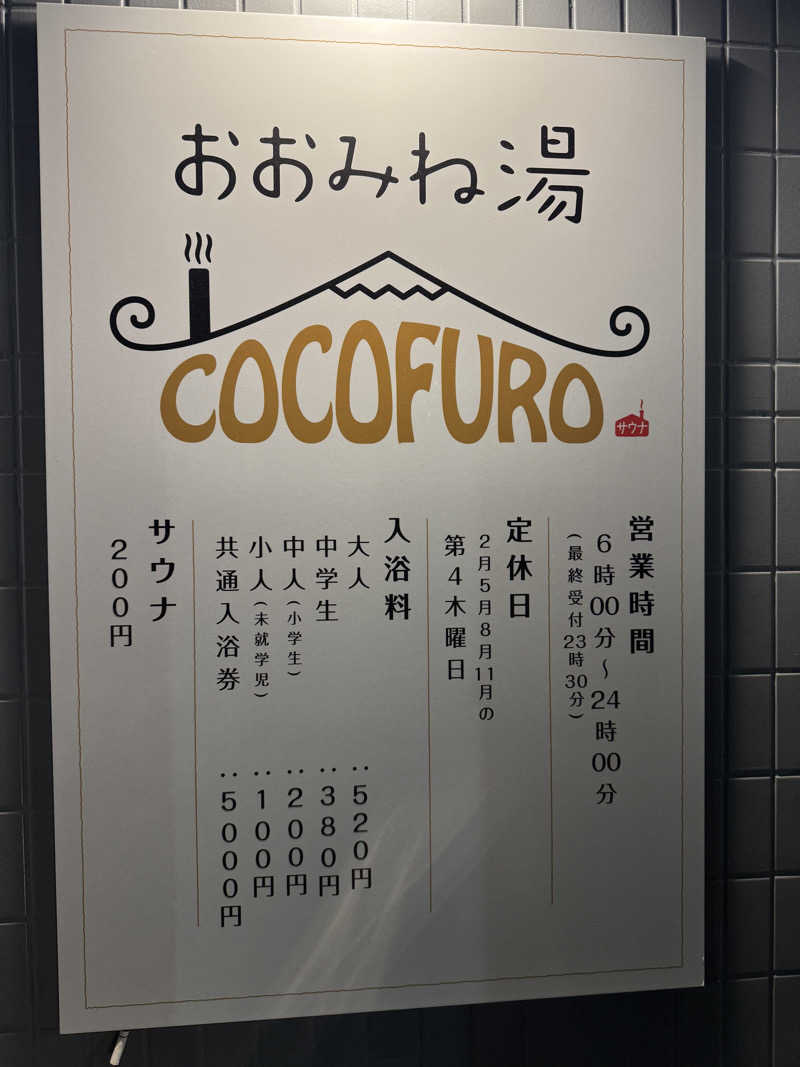 おおみね湯
COCOFURO
サウナ
営業時間
6時00分〜24時00分
(最終受付23時30分)
定休日
2月5月8月11月の
第4木曜日
入浴料
大人‥520円
中学生‥380円
中人(小学生)‥200円
小人(未就学児)‥100円
共通入浴券‥5000円
サウナ
200円